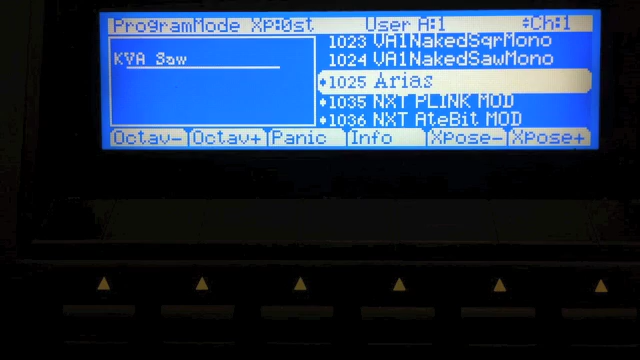 ProgramMode Xp:0st User A:1 Ch:1
KVA Saw
1023 VA1NakedSqrMono
1024 VA1NakedSawMono
1025 Arias
1035 NXT PLINK MOD
1036 NXT AteBit MOD
Octav- Octav+ Panic Info Xpose- Xpose+